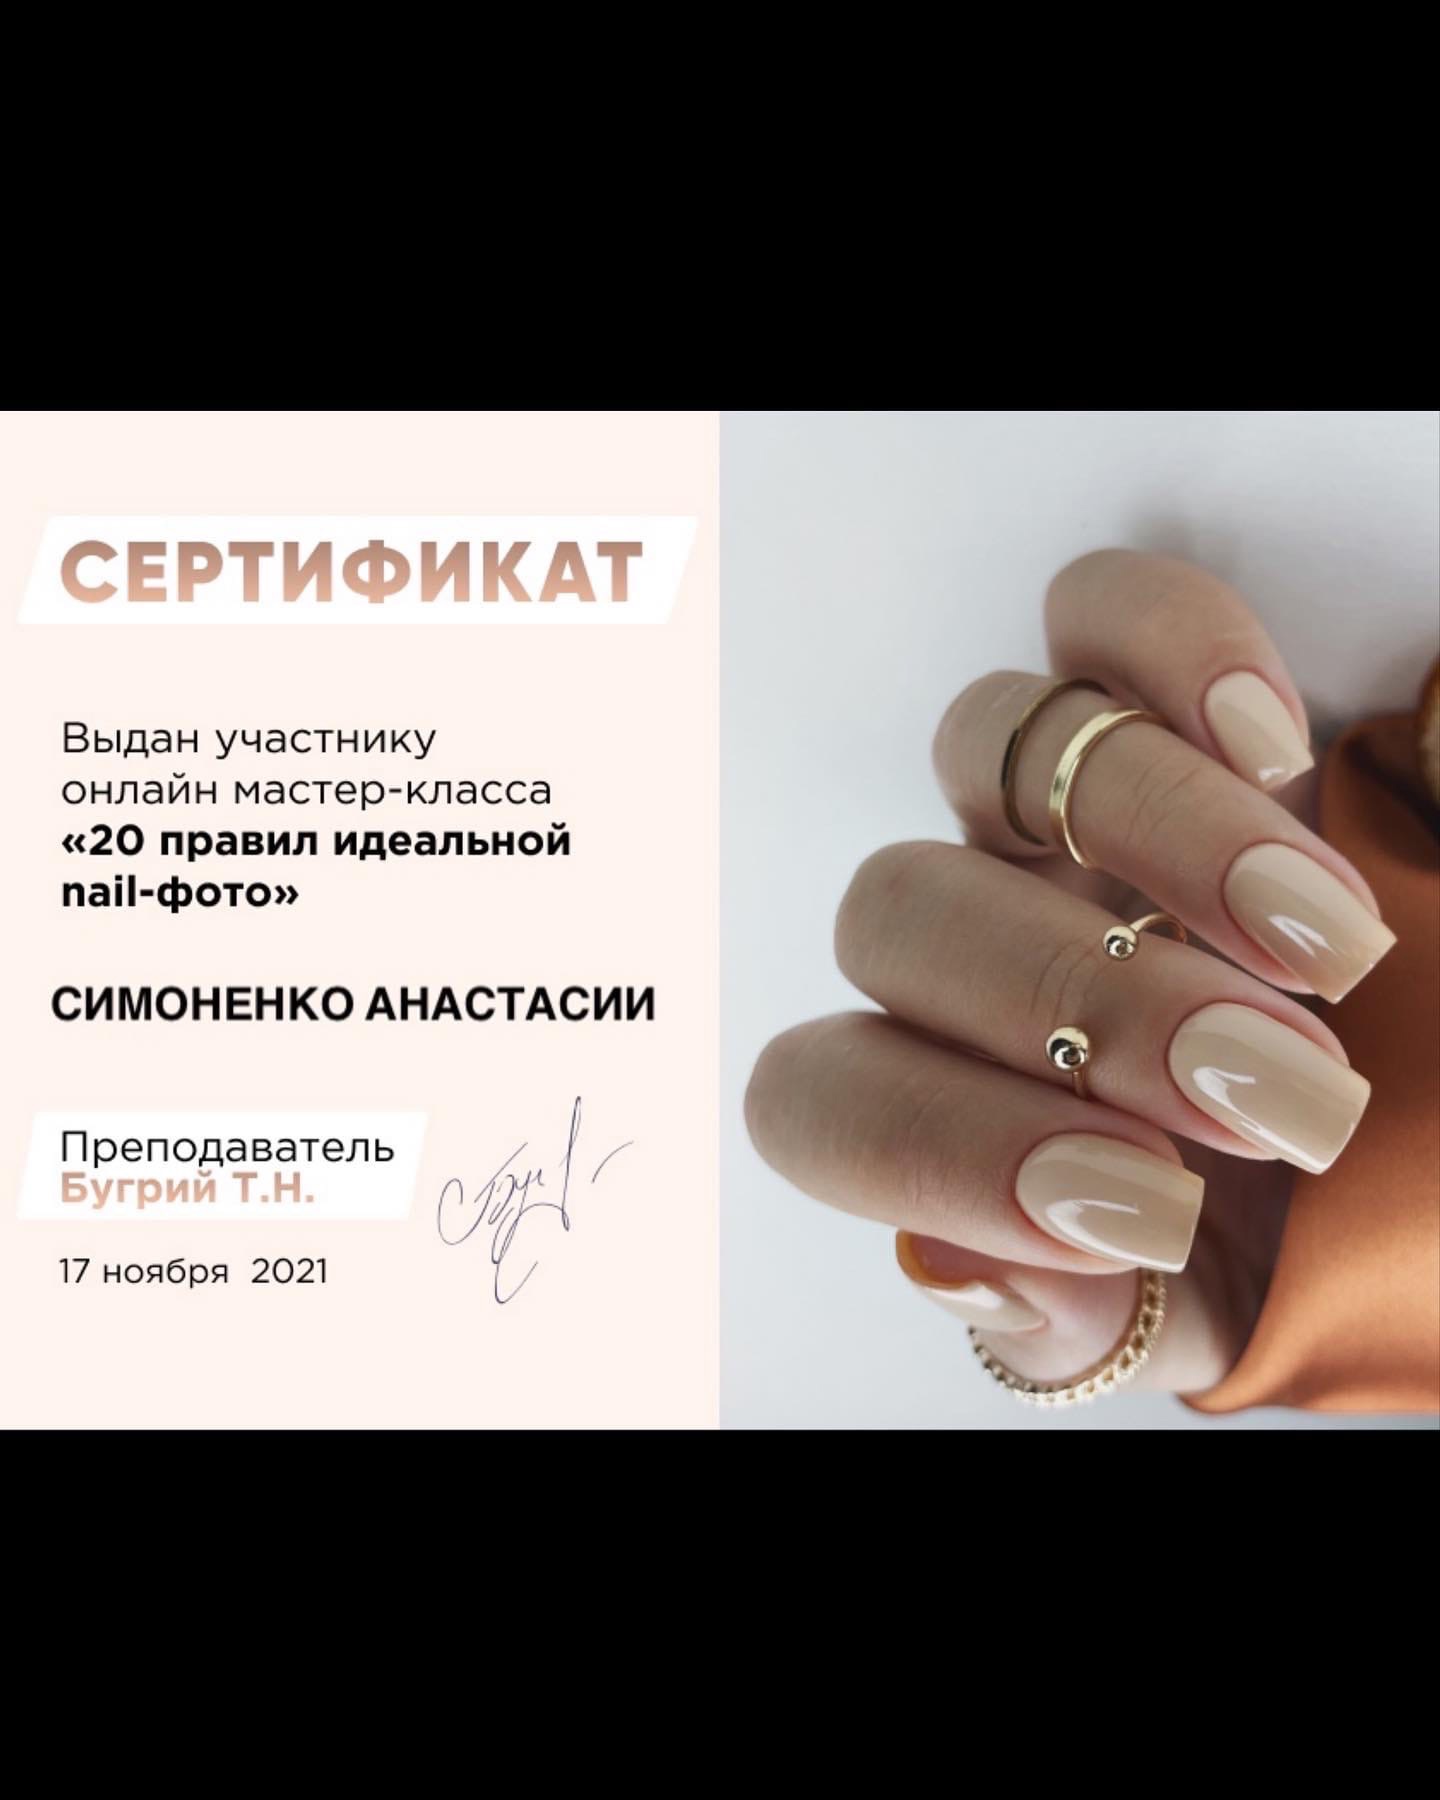 СЕРТИФИКАТ
Выдан участнику
онлайн мастер-класса
«20 правил идеальной
nail-фото»
СИМОНЕНКО АНАСТАСИИ
Преподаватель
Бугрий Т.Н.
17 ноября 2021